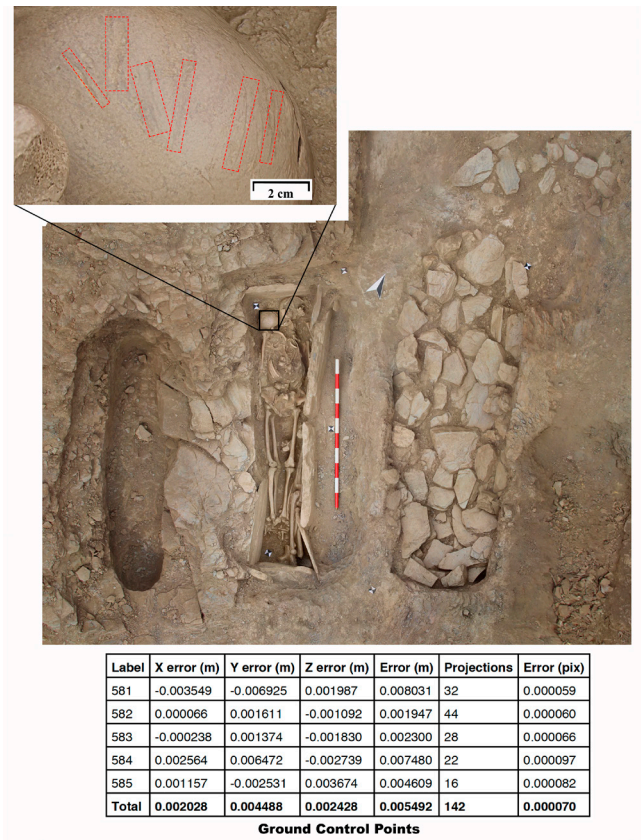 2 cm
Label X error (m) Y error (m) Z error (m) Error (m) Projections Error (pix)
581 -0.003549 -0.006925 0.001987 0.008031 32 0.000059
582 0.000066 0.001611 -0.001092 0.001947 44 0.000060
583 -0.000238 0.001374 -0.001830 0.002300 28 0.000066
584 0.002564 0.006472 -0.002739 0.007480 22 0.000097
585 0.001157 -0.002531 0.003674 0.004609 16 0.000082
Total 0.002028 0.004488 0.002428 0.005492 142 0.000070
Ground Control Points